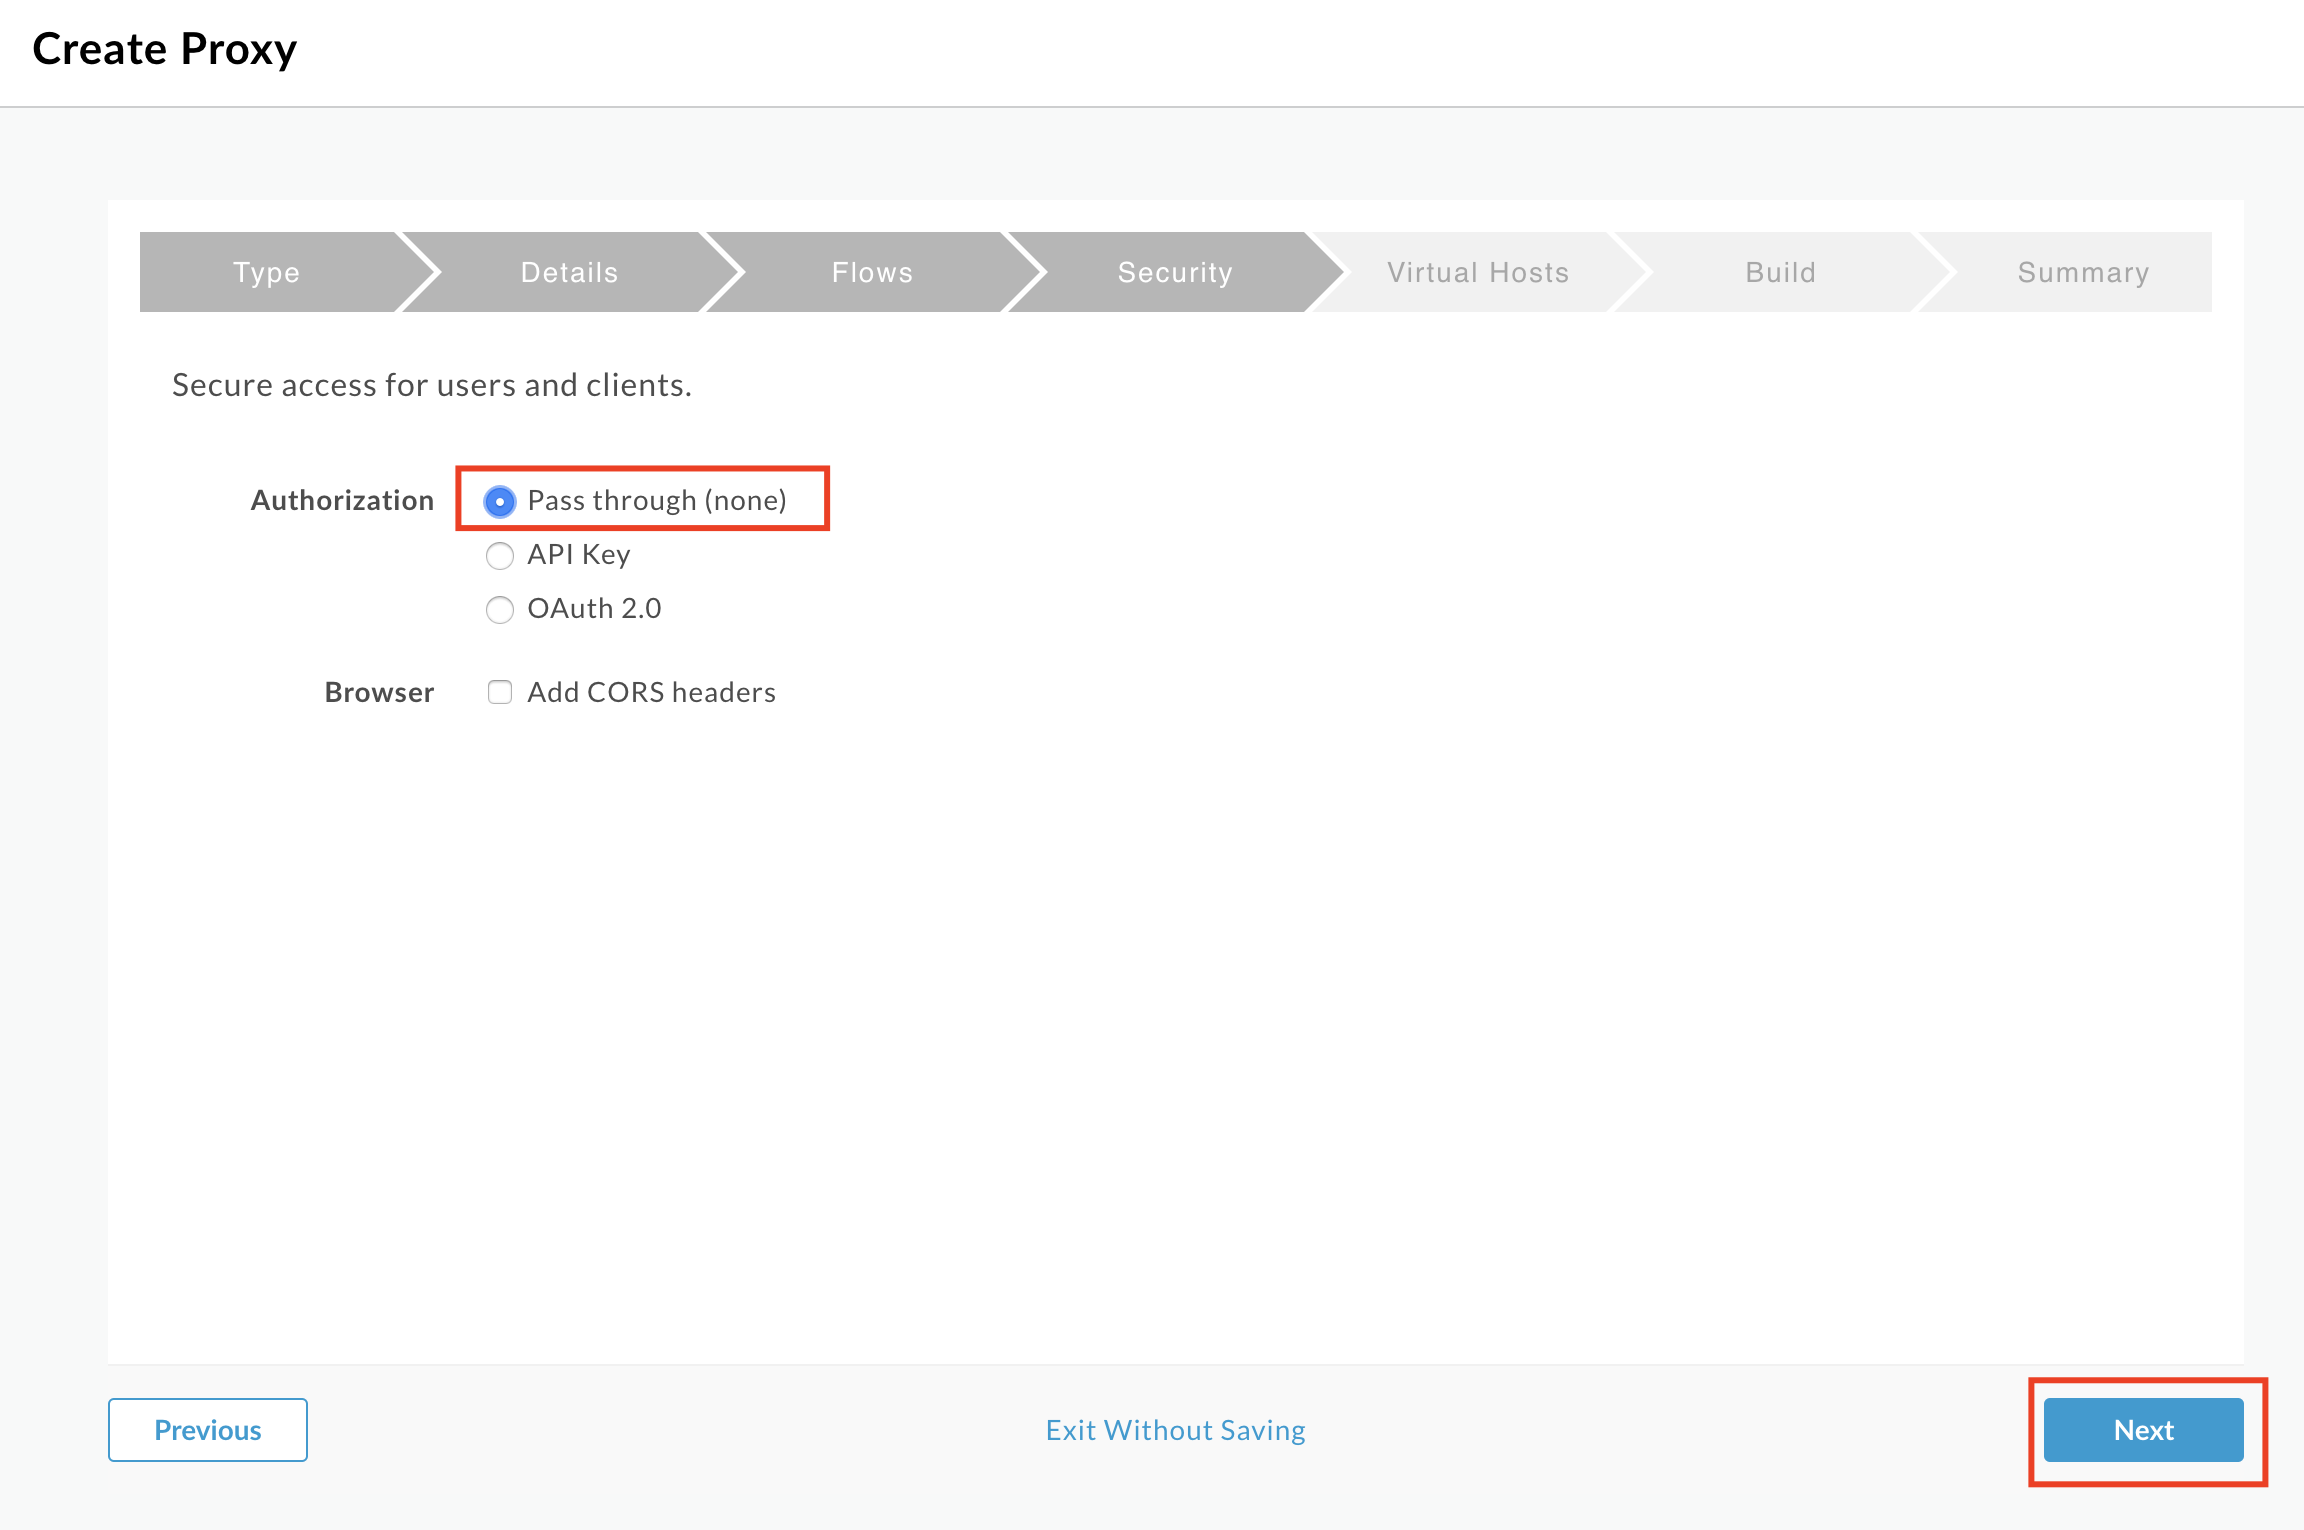 Create Proxy
Type
Details
Flows
Security
Virtual Hosts
Build
Summary
Secure access for users and clients.
Authorization
Pass through (none)
API Key
OAuth 2.0
Browser
Add CORS headers
Previous
Exit Without Saving
Next